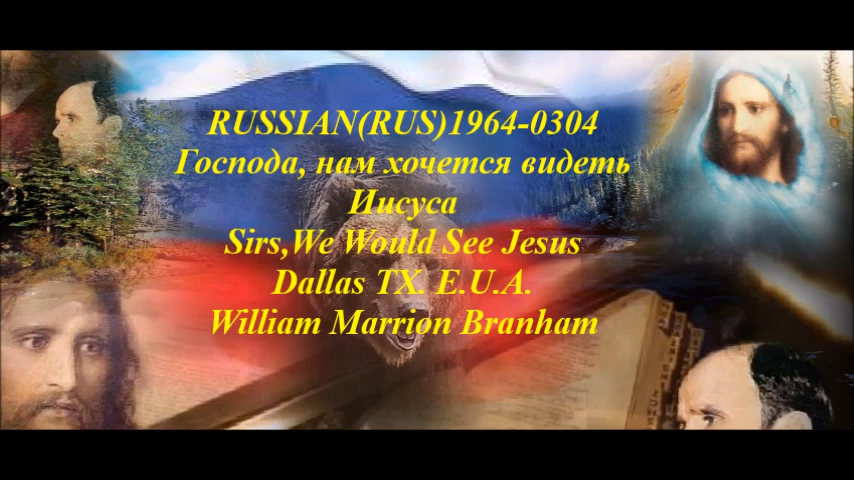 RUSSIAN(RUS)1964-0304
Господа, нам хочется видеть
Иисуса
Sirs,We Would See Jesus
Dallas TX. E.U.A.
William Marrion Branham